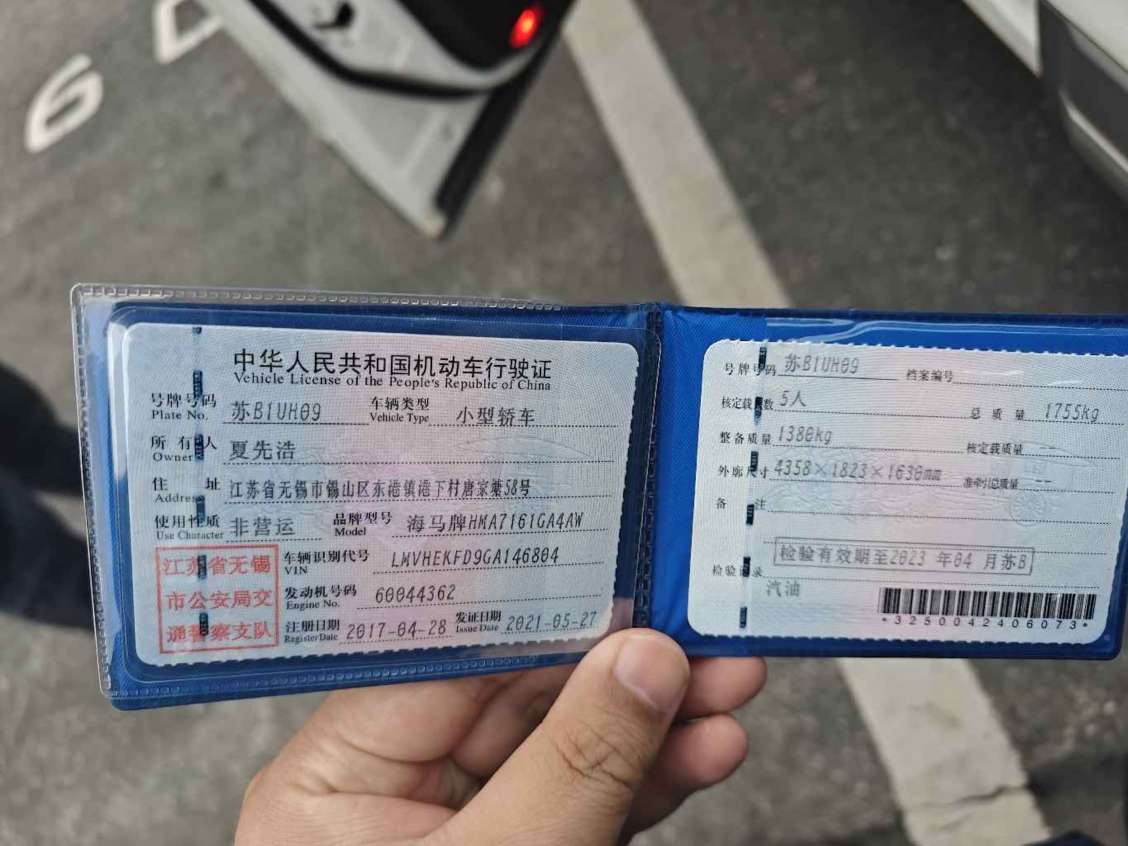 6
中华人民共和国机动车行驶证
Vehicle License of the People's Republic of China
号牌号码 苏B1UH09 车辆类型 小型轿车
Plate No. Vehicle Type
所有人 夏先浩
Owner
住址 江苏省无锡市锡山区东港镇港下村唐家塘58号
Address
使用性质 非营运 品牌型号 海马牌HMA7161GA4AW
Use Character Model
江苏省无锡
市公安局交
通警察支队
车辆识别代号 LMVHEKFD9GA146804
VIN
发动机号码 60044362
Engine No.
注册日期 2017-04-28 发证日期 2021-05-27
Register Date Issue Date
号牌号码 苏B1UH09 档案编号
核定载人数 5人 总质量 1755kg
整备质量 1380kg 核定载质量
外廓尺寸 4358×1823×1630mm 准牵引总质量 --
备注
检验有效期至2023年04月苏B
检验记录
汽油
*3250042406073*